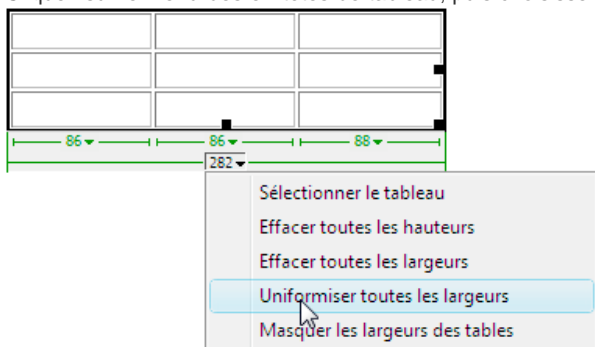 86 86 88
282
Sélectionner le tableau
Effacer toutes les hauteurs
Effacer toutes les largeurs
Uniformiser toutes les largeurs
Masquer les largeurs des tables